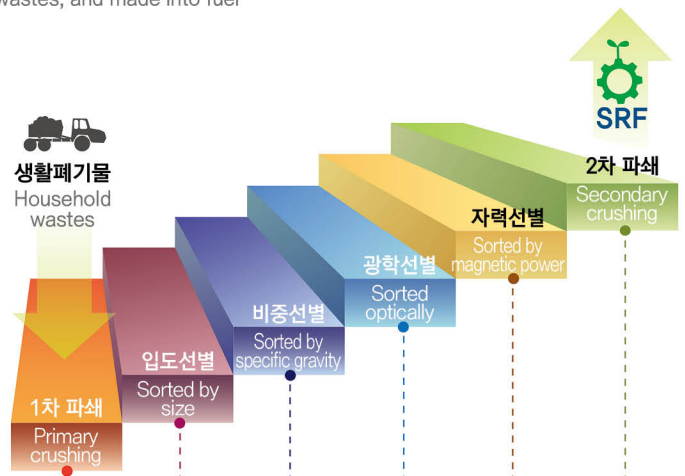 wastes, and made into fuel
생활폐기물
Household
wastes
1차 파쇄
Primary
crushing
입도선별
Sorted by
size
비중선별
Sorted by
specific gravity
광학선별
Sorted
optically
자력선별
Sorted by
magnetic power
2차 파쇄
Secondary
crushing
SRF